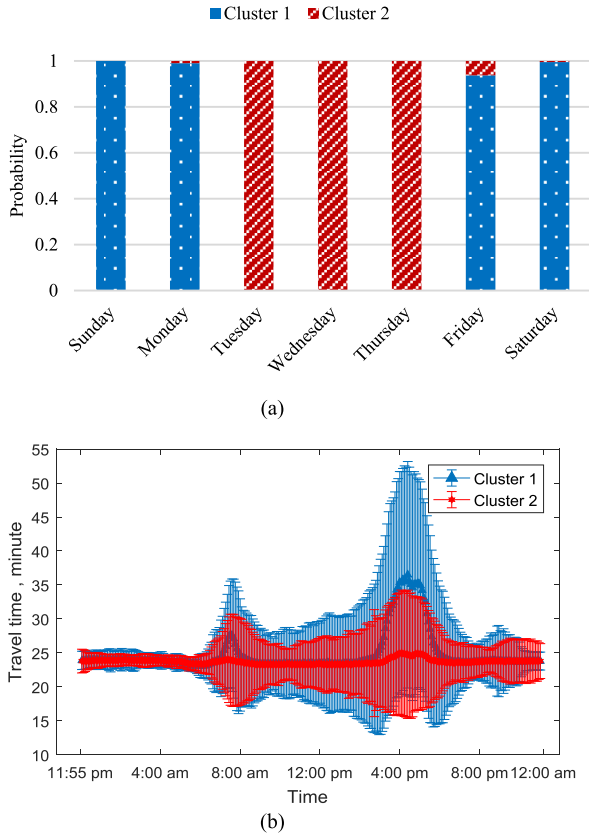 Cluster 1 Cluster 2
1
0.8
0.6
0.4
0.2
0
Probability
Sunday Monday Tuesday Wednesday Thursday Friday Saturday
(a)
55
50
45
40
35
30
25
20
15
10
Travel time , minute
Cluster 1
Cluster 2
11:55 pm 4:00 am 8:00 am 12:00 pm 4:00 pm 8:00 pm 12:00 am
Time
(b)